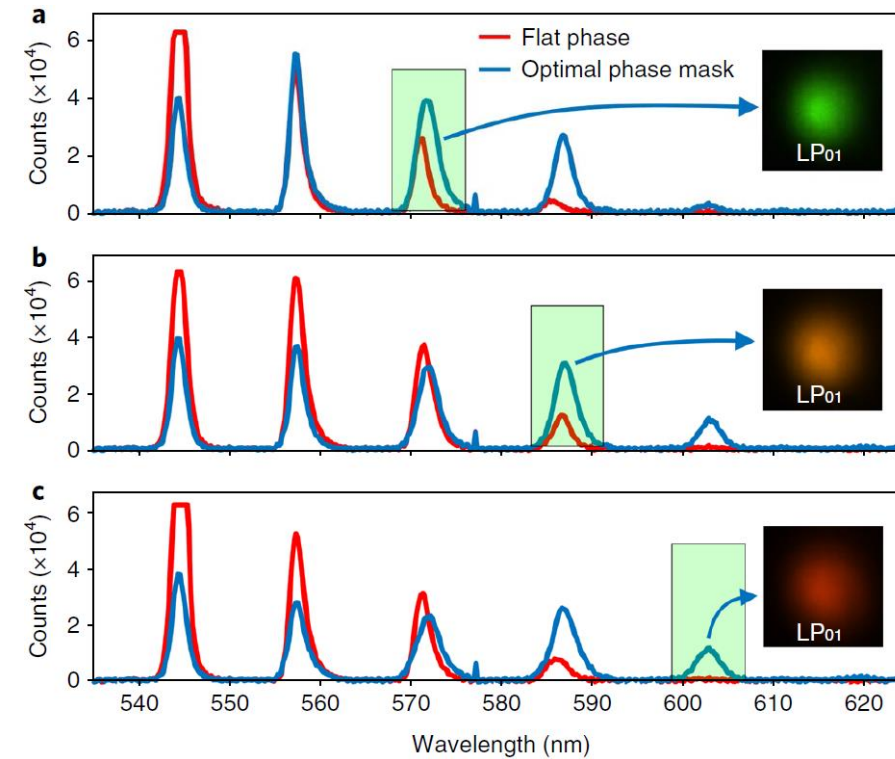 a
Counts (×10⁴)
6
4
2
0
Flat phase
Optimal phase mask
LP₀₁
b
Counts (×10⁴)
6
4
2
0
LP₀₁
c
Counts (×10⁴)
6
4
2
0
LP₀₁
540 550 560 570 580 590 600 610 620
Wavelength (nm)